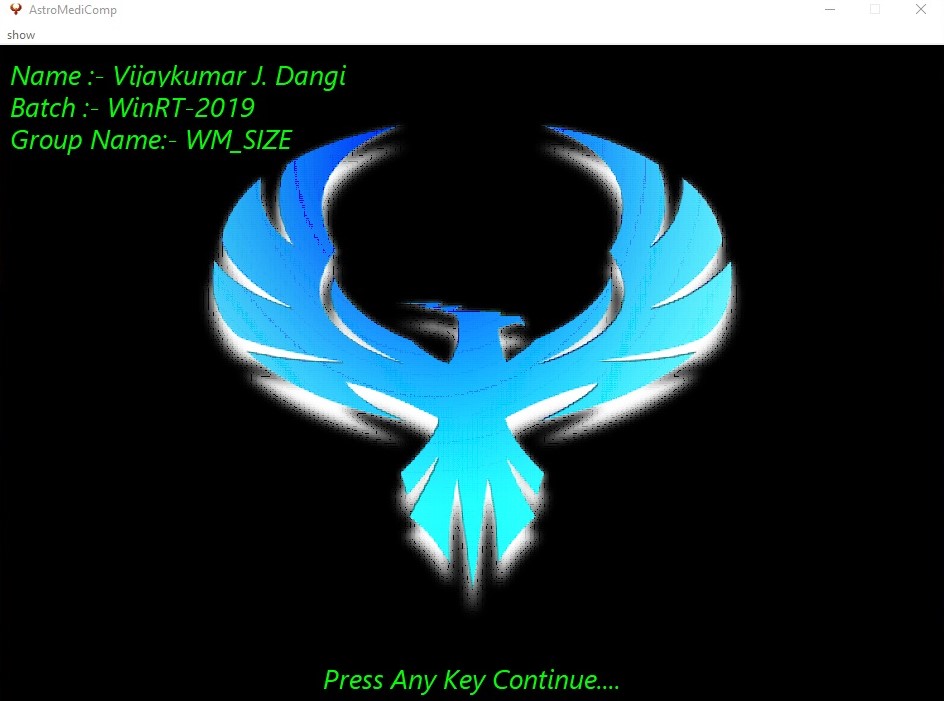 AstroMediComp
show
Name :- Vijaykumar J. Dangi
Batch :- WinRT-2019
Group Name:- WM_SIZE
Press Any Key Continue....